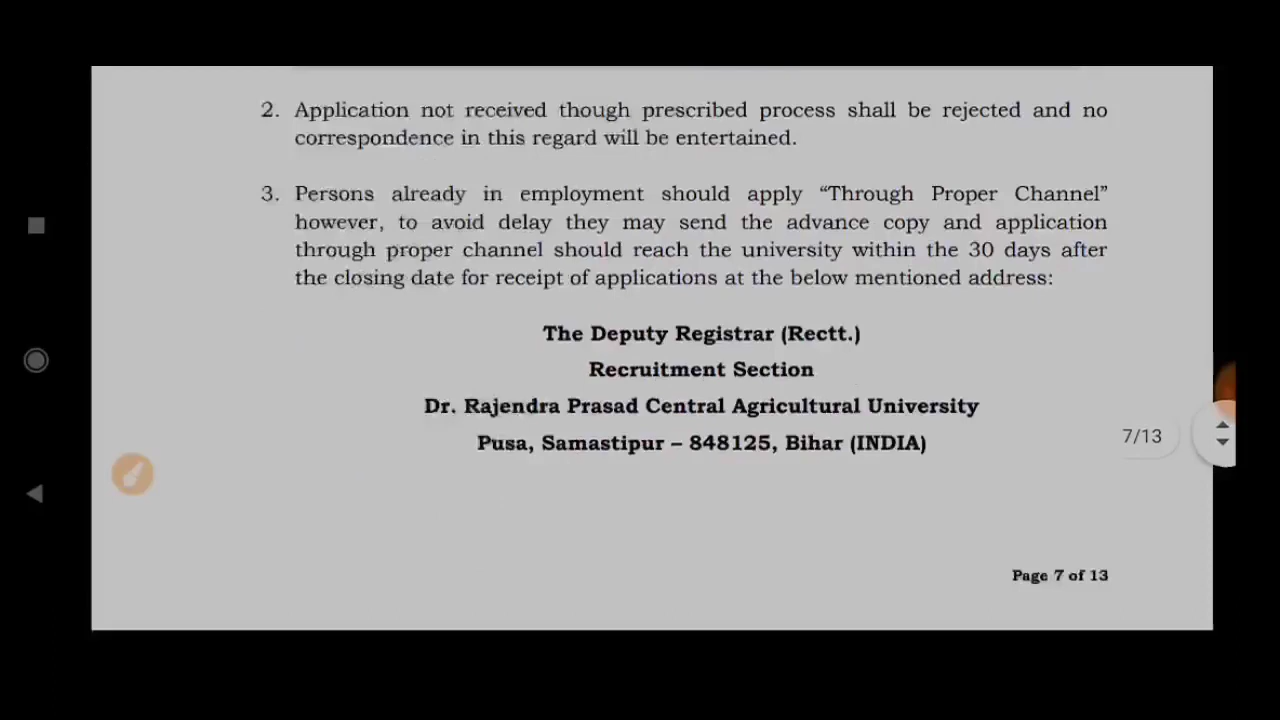 2. Application not received though prescribed process shall be rejected and no
correspondence in this regard will be entertained.
3. Persons already in employment should apply “Through Proper Channel”
however, to avoid delay they may send the advance copy and application
through proper channel should reach the university within the 30 days after
the closing date for receipt of applications at the below mentioned address:
The Deputy Registrar (Rectt.)
Recruitment Section
Dr. Rajendra Prasad Central Agricultural University
Pusa, Samastipur – 848125, Bihar (INDIA)
7/13
Page 7 of 13